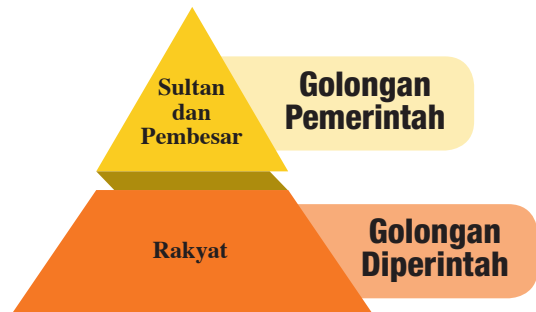 Sultan
dan
Pembesar
Golongan
Pemerintah
Rakyat
Golongan
Diperintah